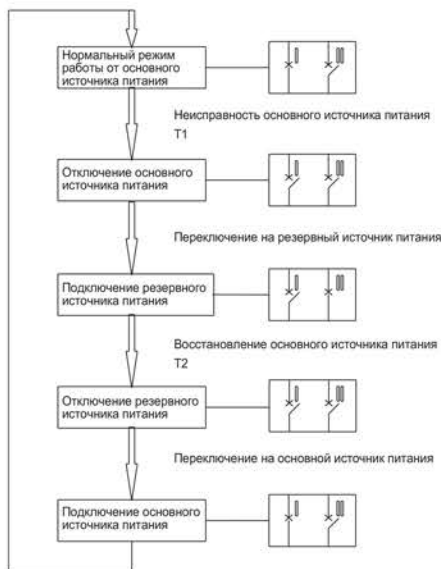 Нормальный режим
работы от основного
источника питания
Неисправность основного источника питания
T1
Отключение основного
источника питания
Переключение на резервный источник питания
Подключение резервного
источника питания
Восстановление основного источника питания
T2
Отключение резервного
источника питания
Переключение на основной источник питания
Подключение основного
источника питания